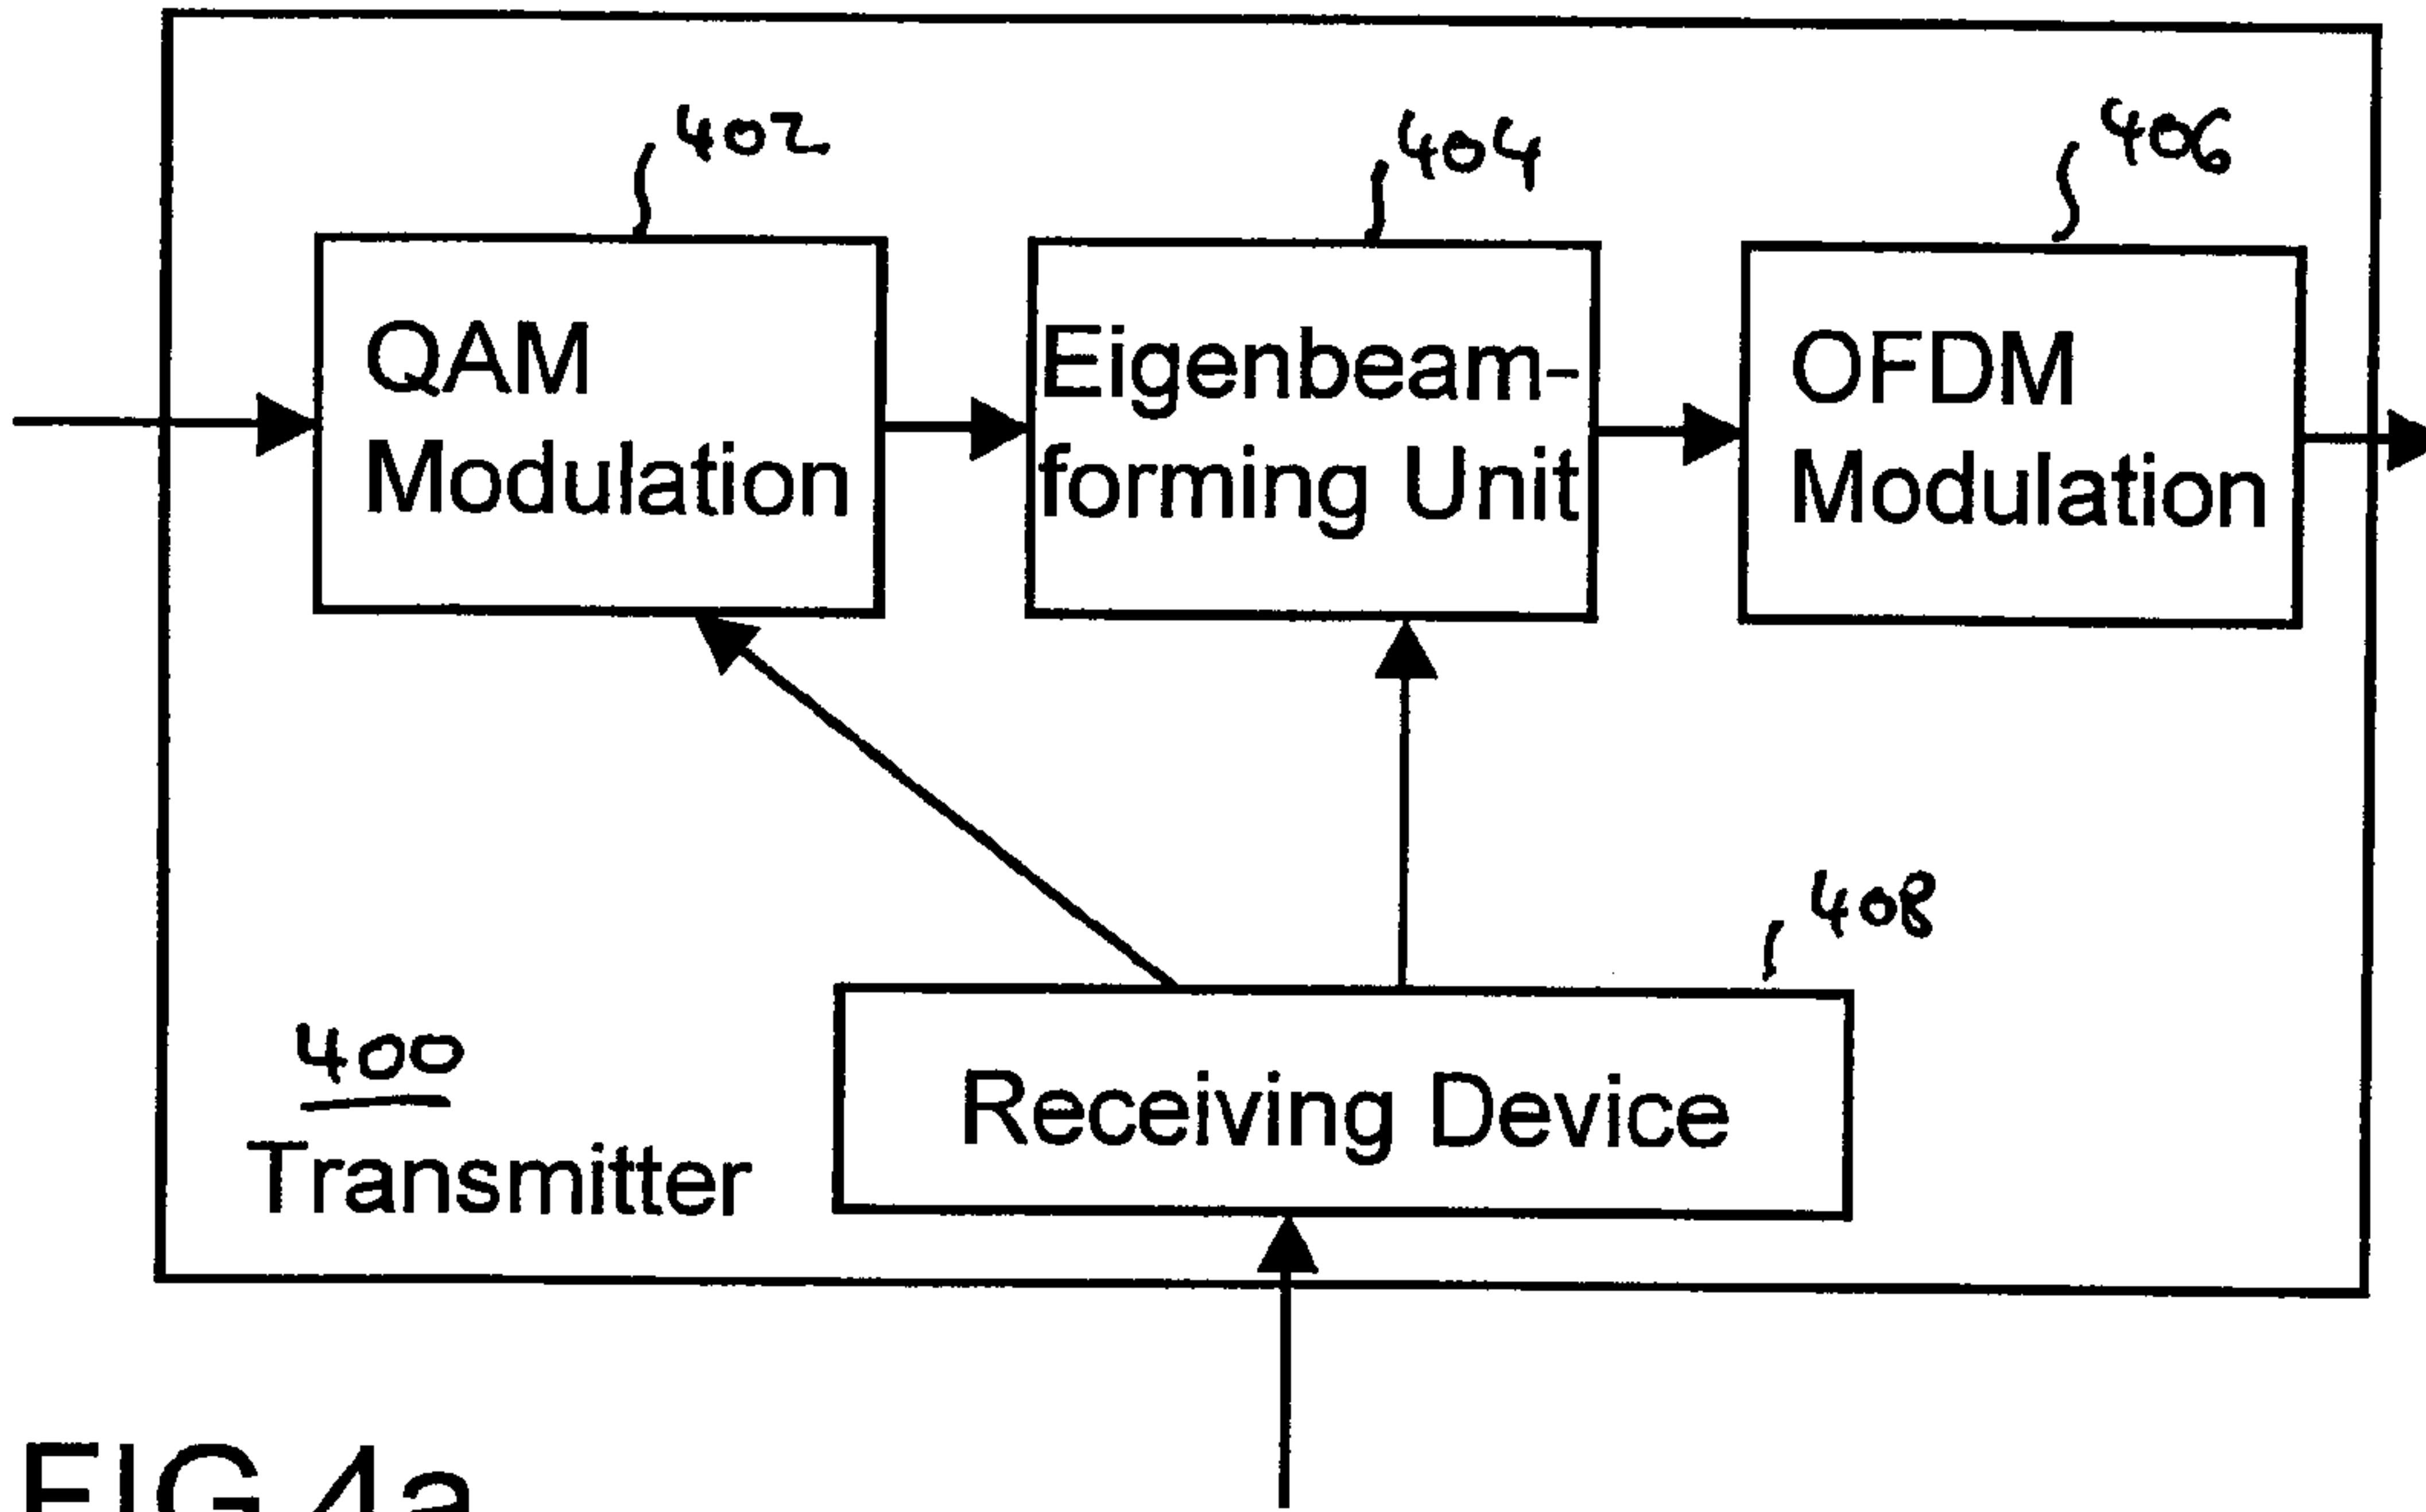 402
404
406
QAM
Modulation
Eigenbeam-
forming Unit
OFDM
Modulation
408
400
Transmitter
Receiving Device
FIG 4a